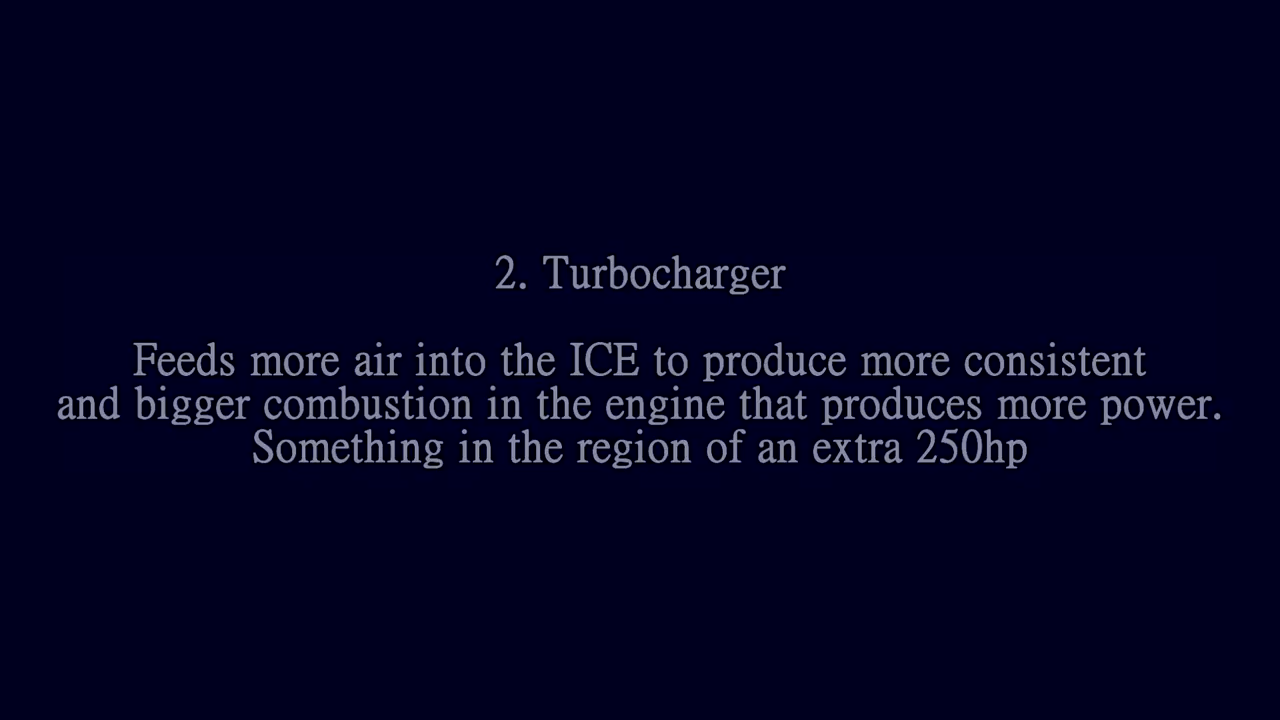 2. Turbocharger
Feeds more air into the ICE to produce more consistent
and bigger combustion in the engine that produces more power.
Something in the region of an extra 250hp